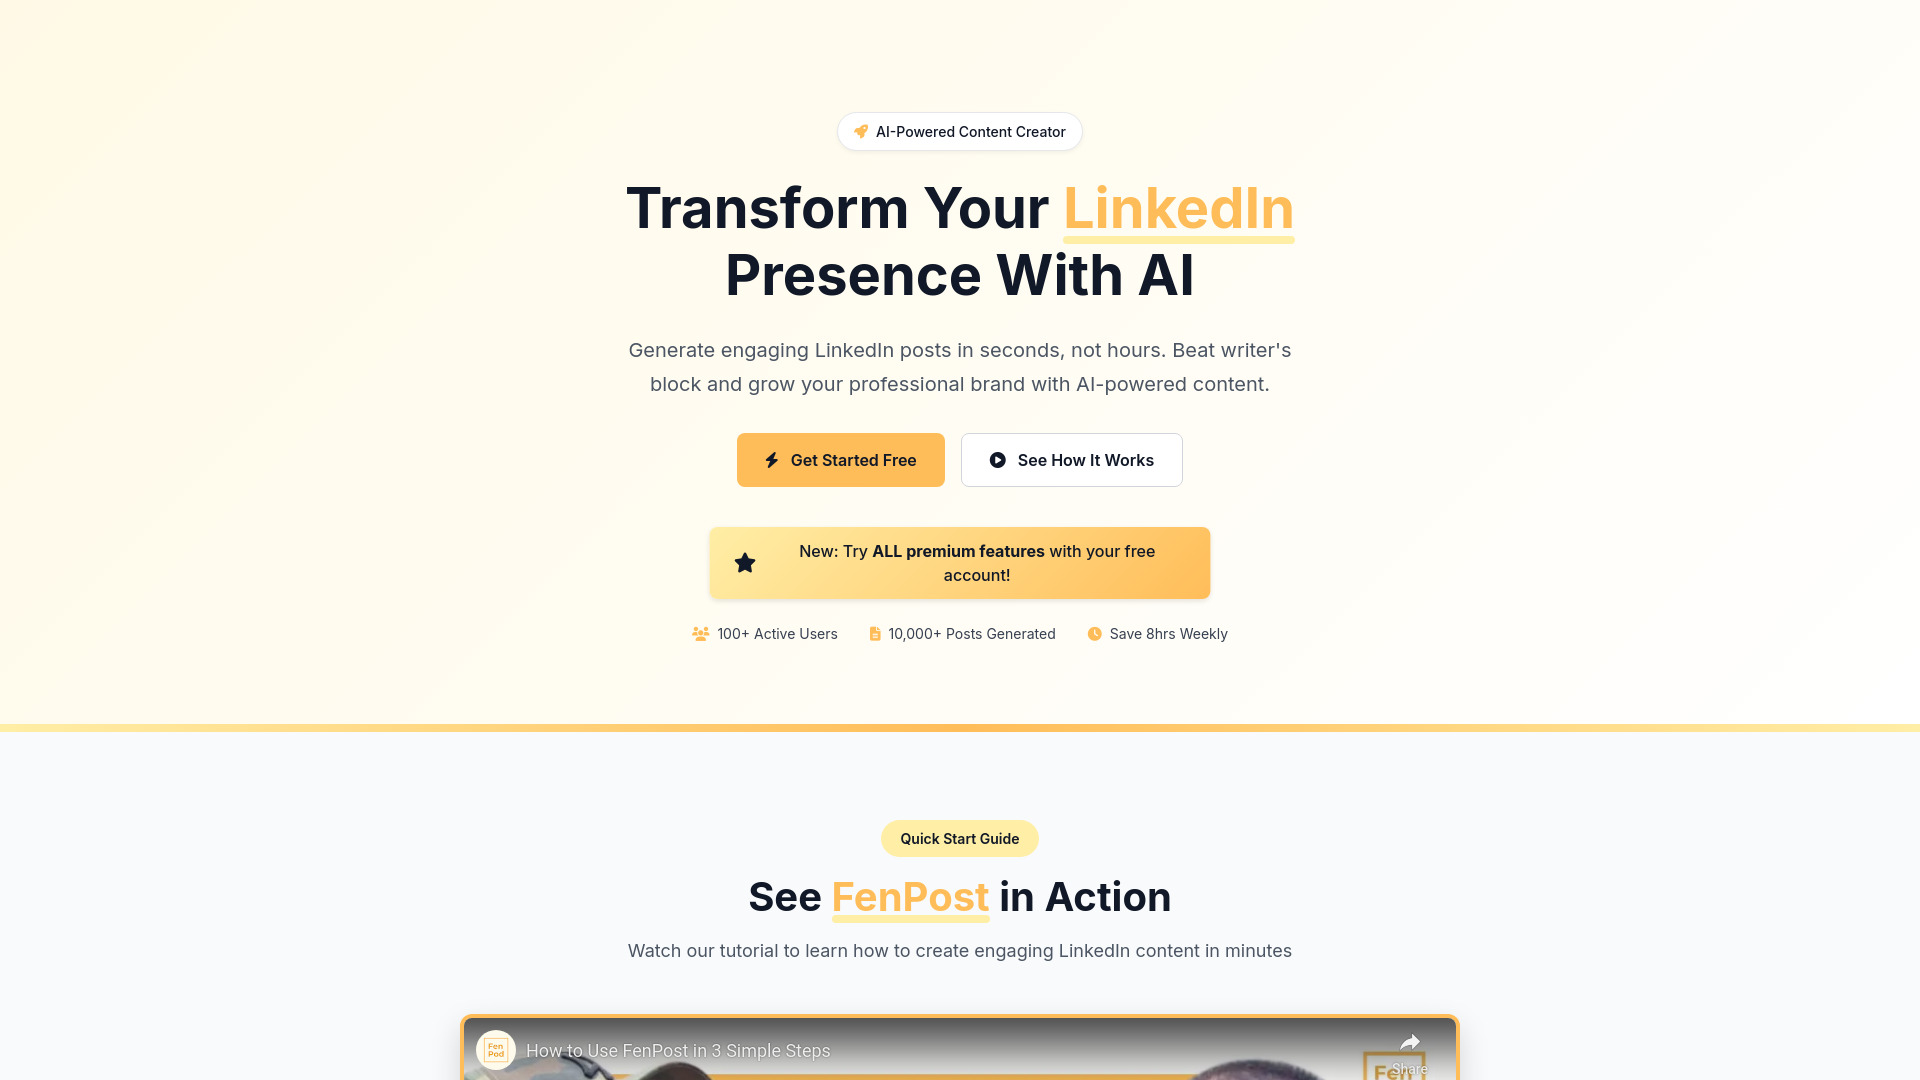 AI-Powered Content Creator
Transform Your LinkedIn
Presence With AI
Generate engaging LinkedIn posts in seconds, not hours. Beat writer's
block and grow your professional brand with AI-powered content.
Get Started Free
See How It Works
New: Try ALL premium features with your free
account!
100+ Active Users
10,000+ Posts Generated
Save 8hrs Weekly
Quick Start Guide
See FenPost in Action
Watch our tutorial to learn how to create engaging LinkedIn content in minutes
Fen
Pod
How to Use FenPost in 3 Simple Steps
Share
Fen